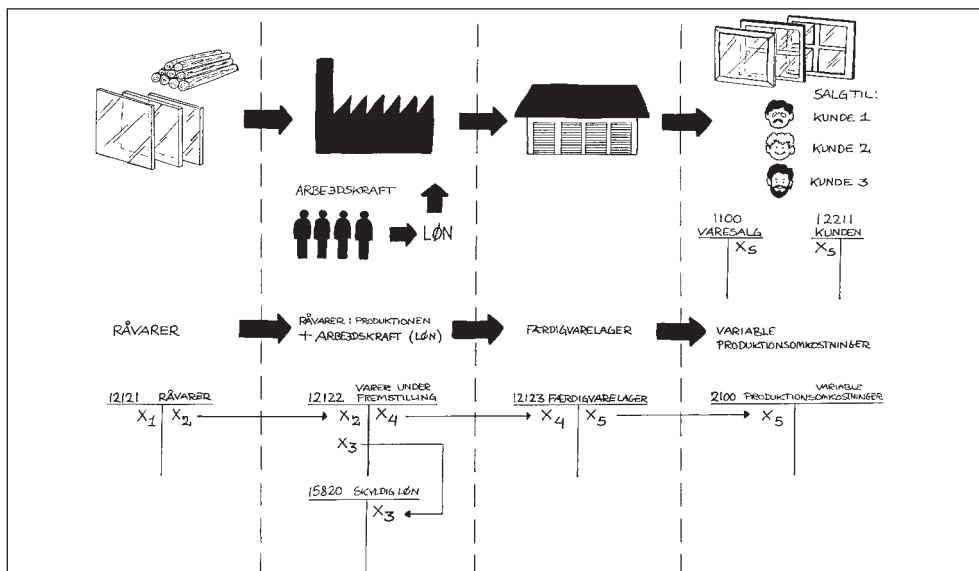 SALG TIL:
KUNDE 1
KUNDE 2
KUNDE 3
ARBEJDSKRAFT
LØN
1100
VARESALG
X5
12211
KUNDEN
X5
RÅVARER
RÅVARER I PRODUKTIONEN
+ ARBEJDSKRAFT (LØN)
FÆRDIGVARELAGER
VARIABLE
PRODUKTIONSOMKOSTNINGER
12121 RÅVARER
X1 X2
12122 VARER UNDER
FREMSTILLING
X2 X4
X3
15820 SKYLDIG LØN
X3
12123 FÆRDIGVARELAGER
X4 X5
2100 VARIABLE
PRODUKTIONSOMKOSTNINGER
X5